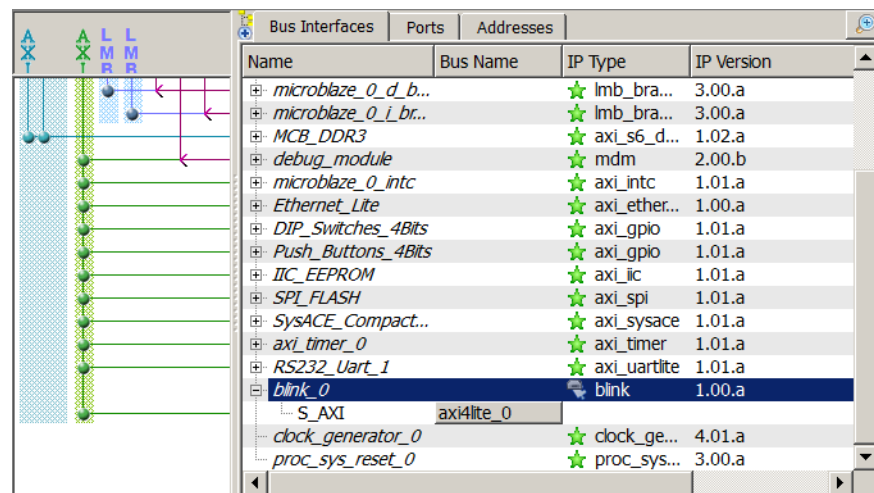 AXI AXI LMB LMB
Bus Interfaces Ports Addresses
Name Bus Name IP Type IP Version
microblaze_0_d_b... lmb_bra... 3.00.a
microblaze_0_i_br... lmb_bra... 3.00.a
MCB_DDR3 axi_s6_d... 1.02.a
debug_module mdm 2.00.b
microblaze_0_intc axi_intc 1.01.a
Ethernet_Lite axi_ether... 1.00.a
DIP_Switches_4Bits axi_gpio 1.01.a
Push_Buttons_4Bits axi_gpio 1.01.a
IIC_EEPROM axi_iic 1.01.a
SPI_FLASH axi_spi 1.01.a
SysACE_Compact... axi_sysace 1.01.a
axi_timer_0 axi_timer 1.01.a
RS232_Uart_1 axi_uartlite 1.01.a
blink_0 blink 1.00.a
S_AXI axi4lite_0
clock_generator_0 clock_ge... 4.01.a
proc_sys_reset_0 proc_sys... 3.00.a